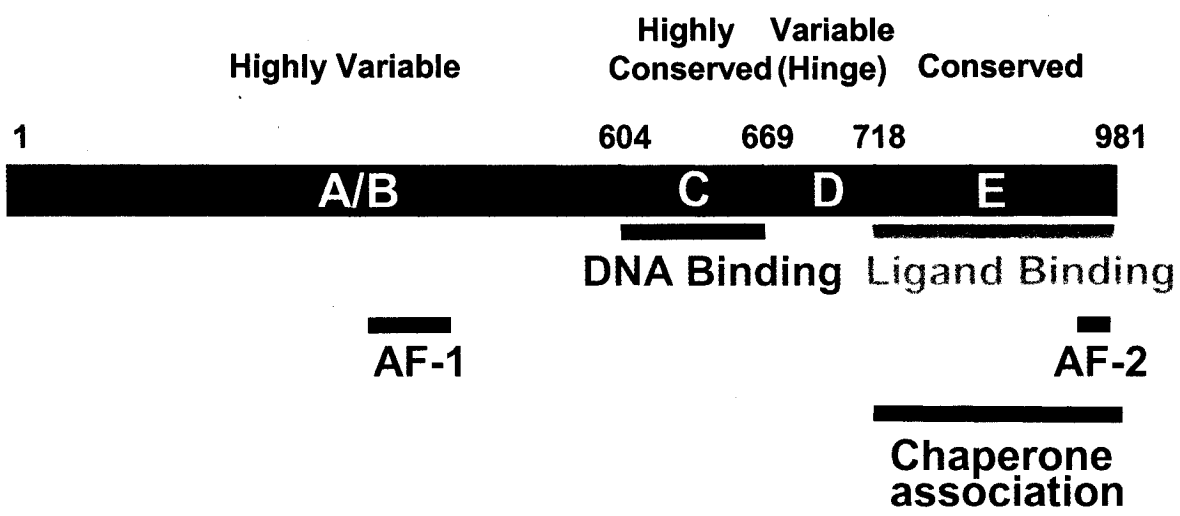 Highly Variable
Highly Conserved
Variable (Hinge)
Conserved
1
604
669
718
981
A/B
C
D
E
DNA Binding
Ligand Binding
AF-1
AF-2
Chaperone
association